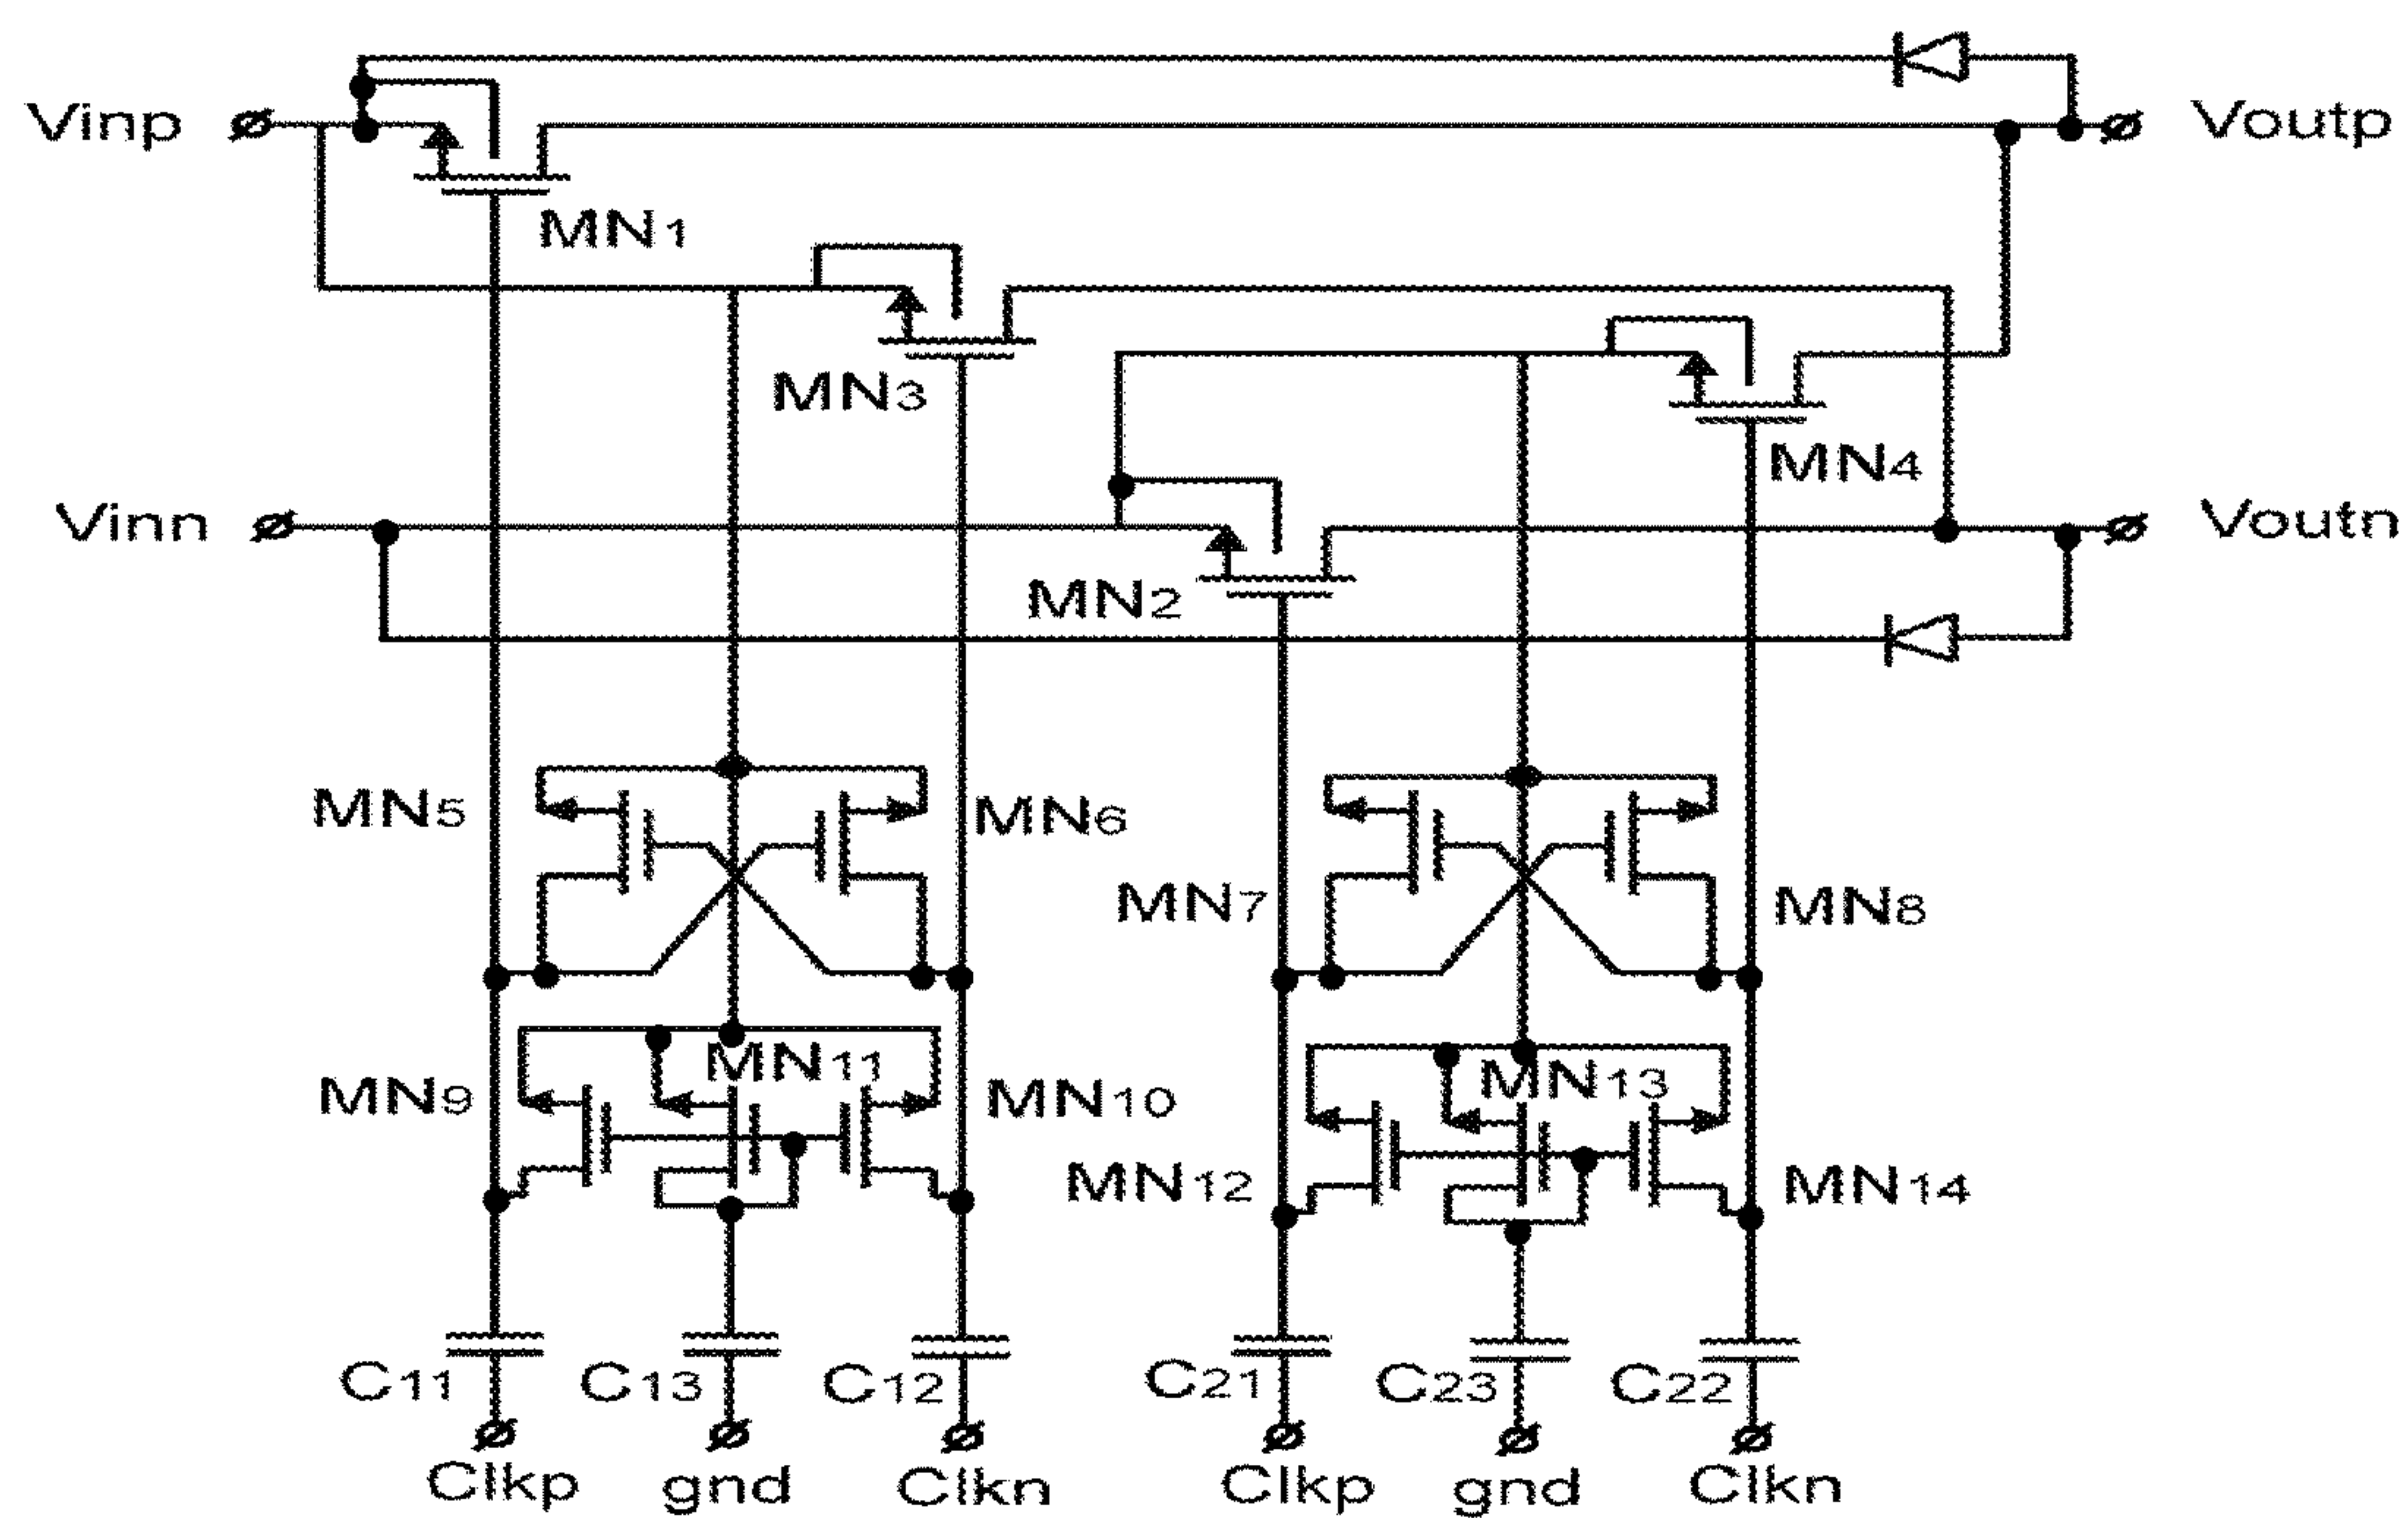 Vinp
Voutp
MN1
MN3
MN4
Vinn
Voutn
MN2
MN5
MN6
MN7
MN8
MN9
MN11
MN10
MN12
MN13
MN14
C11
C13
C12
C21
C23
C22
Clkp
gnd
Clkn
Clkp
gnd
Clkn